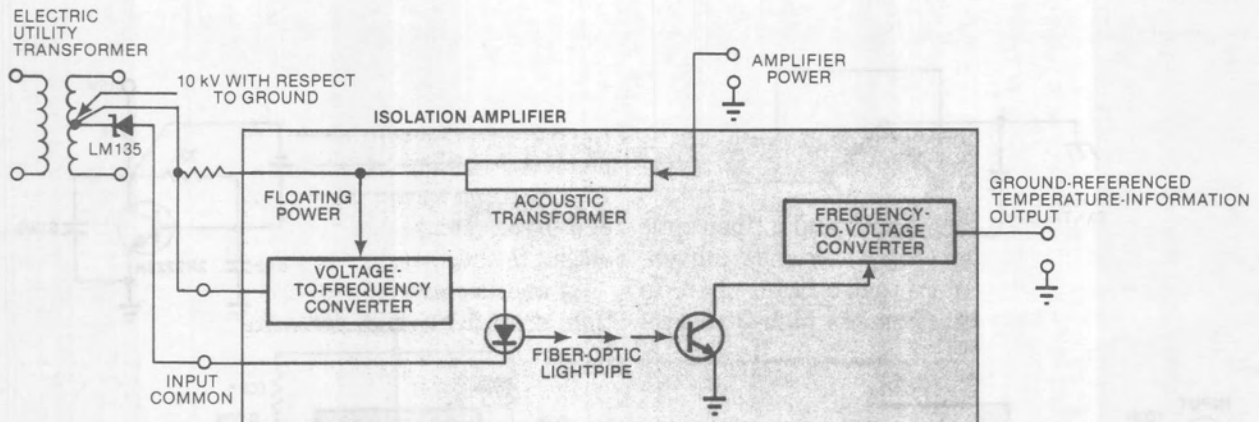 ELECTRIC
UTILITY
TRANSFORMER
10 kV WITH RESPECT
TO GROUND
LM135
ISOLATION AMPLIFIER
AMPLIFIER
POWER
FLOATING
POWER
ACOUSTIC
TRANSFORMER
GROUND-REFERENCED
TEMPERATURE-INFORMATION
OUTPUT
FREQUENCY-
TO-VOLTAGE
CONVERTER
VOLTAGE-
TO-FREQUENCY
CONVERTER
FIBER-OPTIC
LIGHTPIPE
INPUT
COMMON